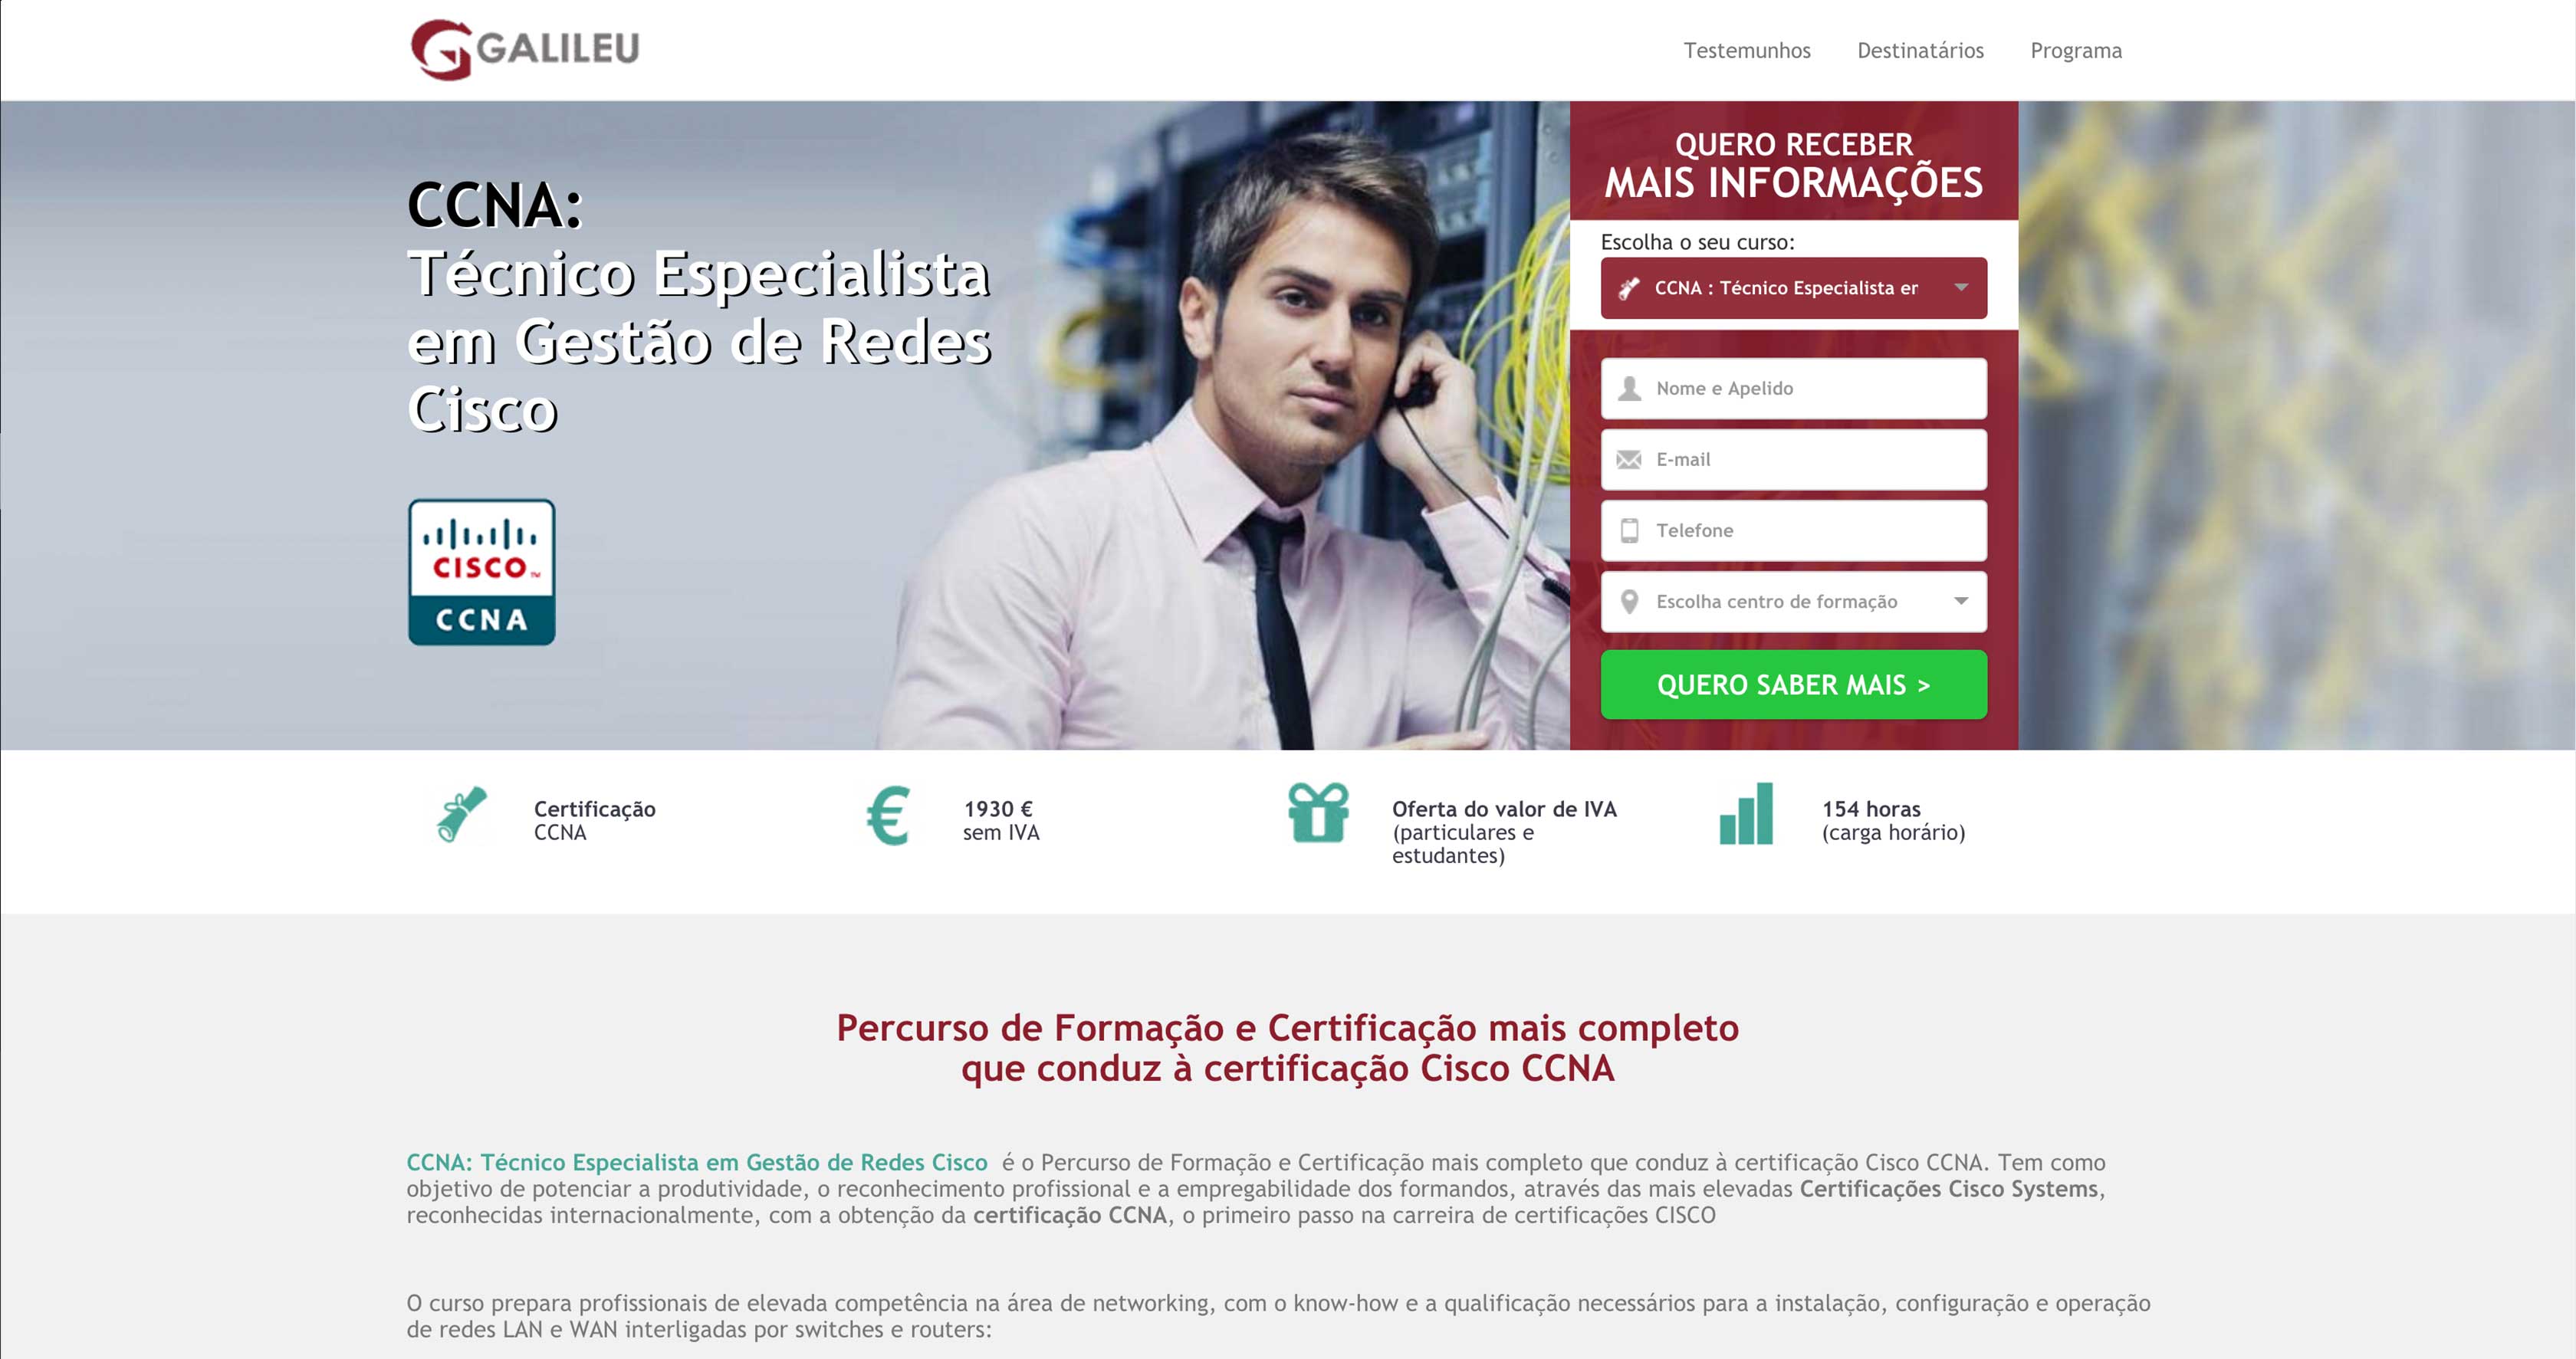 GALILEU
Testemunhos
Destinatários
Programa
CCNA:
Técnico Especialista
em Gestão de Redes
Cisco
CISCO™
CCNA
QUERO RECEBER
MAIS INFORMAÇÕES
Escolha o seu curso:
CCNA : Técnico Especialista er
Nome e Apelido
E-mail
Telefone
Escolha centro de formação
QUERO SABER MAIS >
Certificação
CCNA
1930 €
sem IVA
Oferta do valor de IVA
(particulares e
estudantes)
154 horas
(carga horário)
Percurso de Formação e Certificação mais completo
que conduz à certificação Cisco CCNA
CCNA: Técnico Especialista em Gestão de Redes Cisco é o Percurso de Formação e Certificação mais completo que conduz à certificação Cisco CCNA. Tem como
objetivo de potenciar a produtividade, o reconhecimento profissional e a empregabilidade dos formandos, através das mais elevadas Certificações Cisco Systems,
reconhecidas internacionalmente, com a obtenção da certificação CCNA, o primeiro passo na carreira de certificações CISCO
O curso prepara profissionais de elevada competência na área de networking, com o know-how e a qualificação necessários para a instalação, configuração e operação
de redes LAN e WAN interligadas por switches e routers: